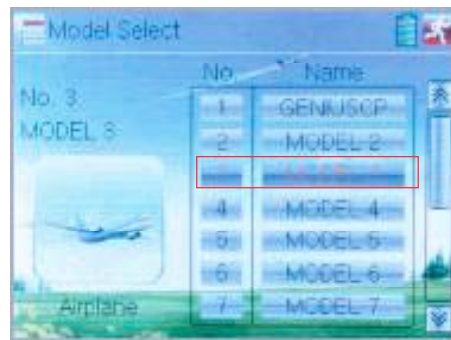 Model Select
No. 3
MODEL 3
Airplane
No. Name
1 GENIUSCP
2 MODEL 2
4 MODEL 4
5 MODEL 5
6 MODEL 6
7 MODEL 7